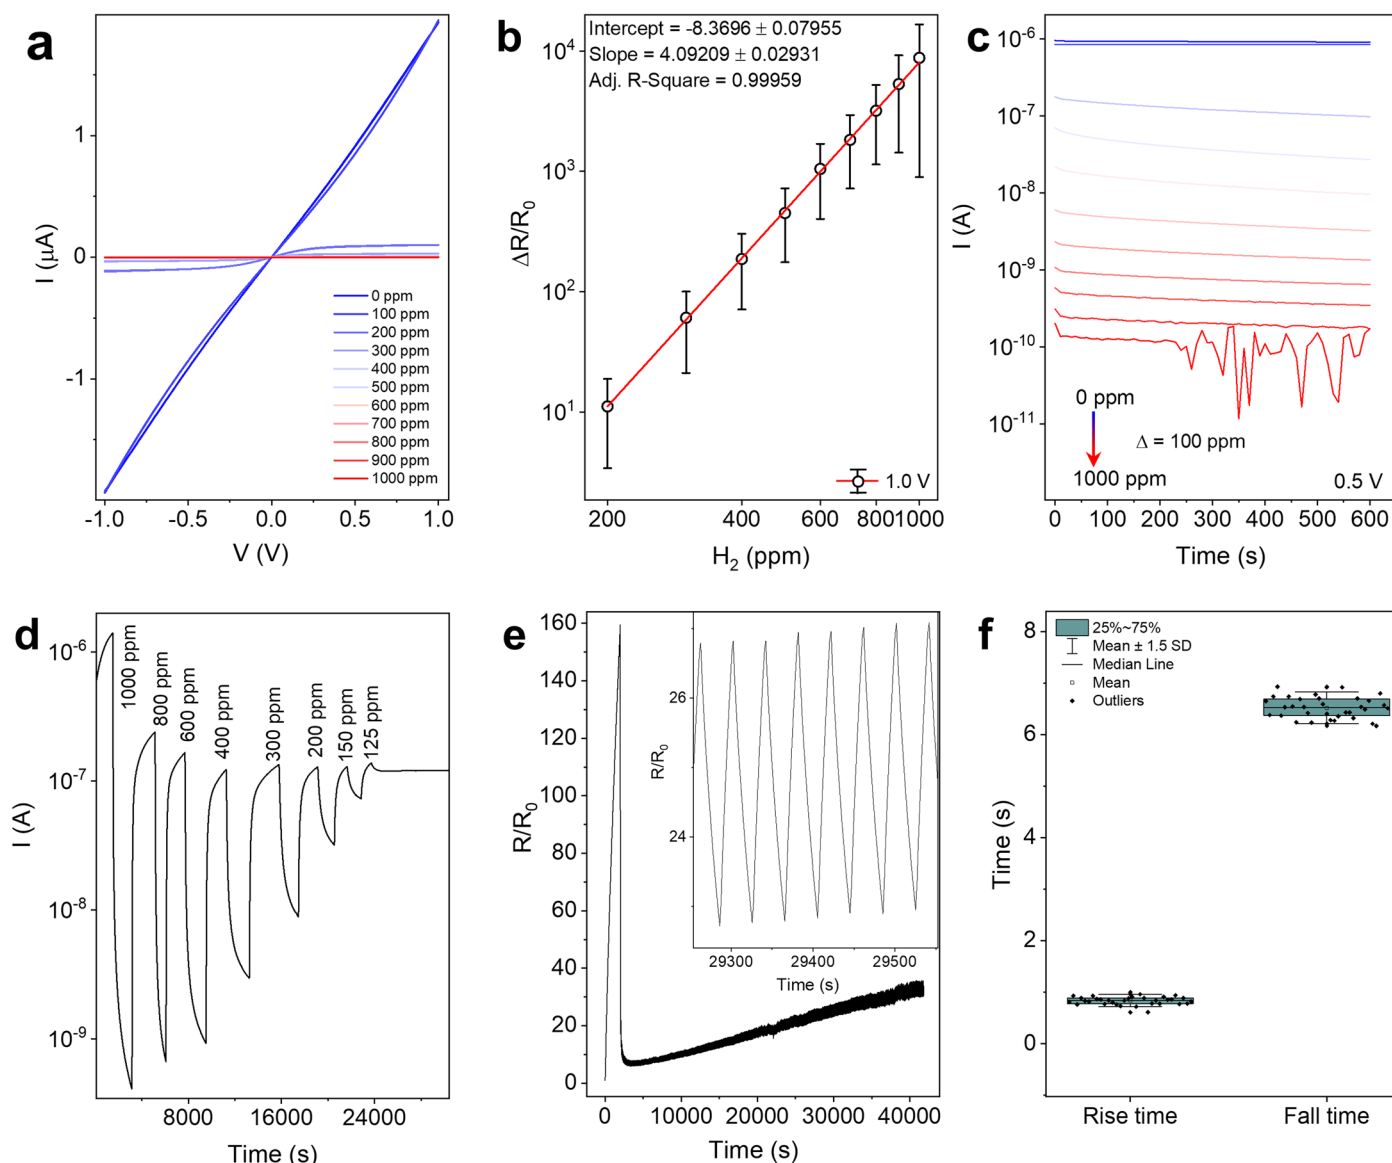 a
I (μA)
1
0
-1
0 ppm
100 ppm
200 ppm
300 ppm
400 ppm
500 ppm
600 ppm
700 ppm
800 ppm
900 ppm
1000 ppm
-1.0 -0.5 0.0 0.5 1.0
V (V)
b
Intercept = -8.3696 ± 0.07955
Slope = 4.09209 ± 0.02931
Adj. R-Square = 0.99959
ΔR/R0
10⁴
10³
10²
10¹
1.0 V
200 400 600 800 1000
H₂ (ppm)
c
I (A)
10⁻⁶
10⁻⁷
10⁻⁸
10⁻⁹
10⁻¹⁰
10⁻¹¹
0 ppm
Δ = 100 ppm
1000 ppm
0.5 V
0 100 200 300 400 500 600
Time (s)
d
I (A)
10⁻⁶
10⁻⁷
10⁻⁸
10⁻⁹
1000 ppm
800 ppm
600 ppm
400 ppm
300 ppm
200 ppm
150 ppm
125 ppm
8000 16000 24000
Time (s)
e
R/R₀
160
140
120
100
80
60
40
20
0
R/R₀
26
24
29300 29400 29500
Time (s)
0 10000 20000 30000 40000
Time (s)
f
Time (s)
8
6
4
2
0
25%~75%
Mean ± 1.5 SD
Median Line
Mean
Outliers
Rise time Fall time